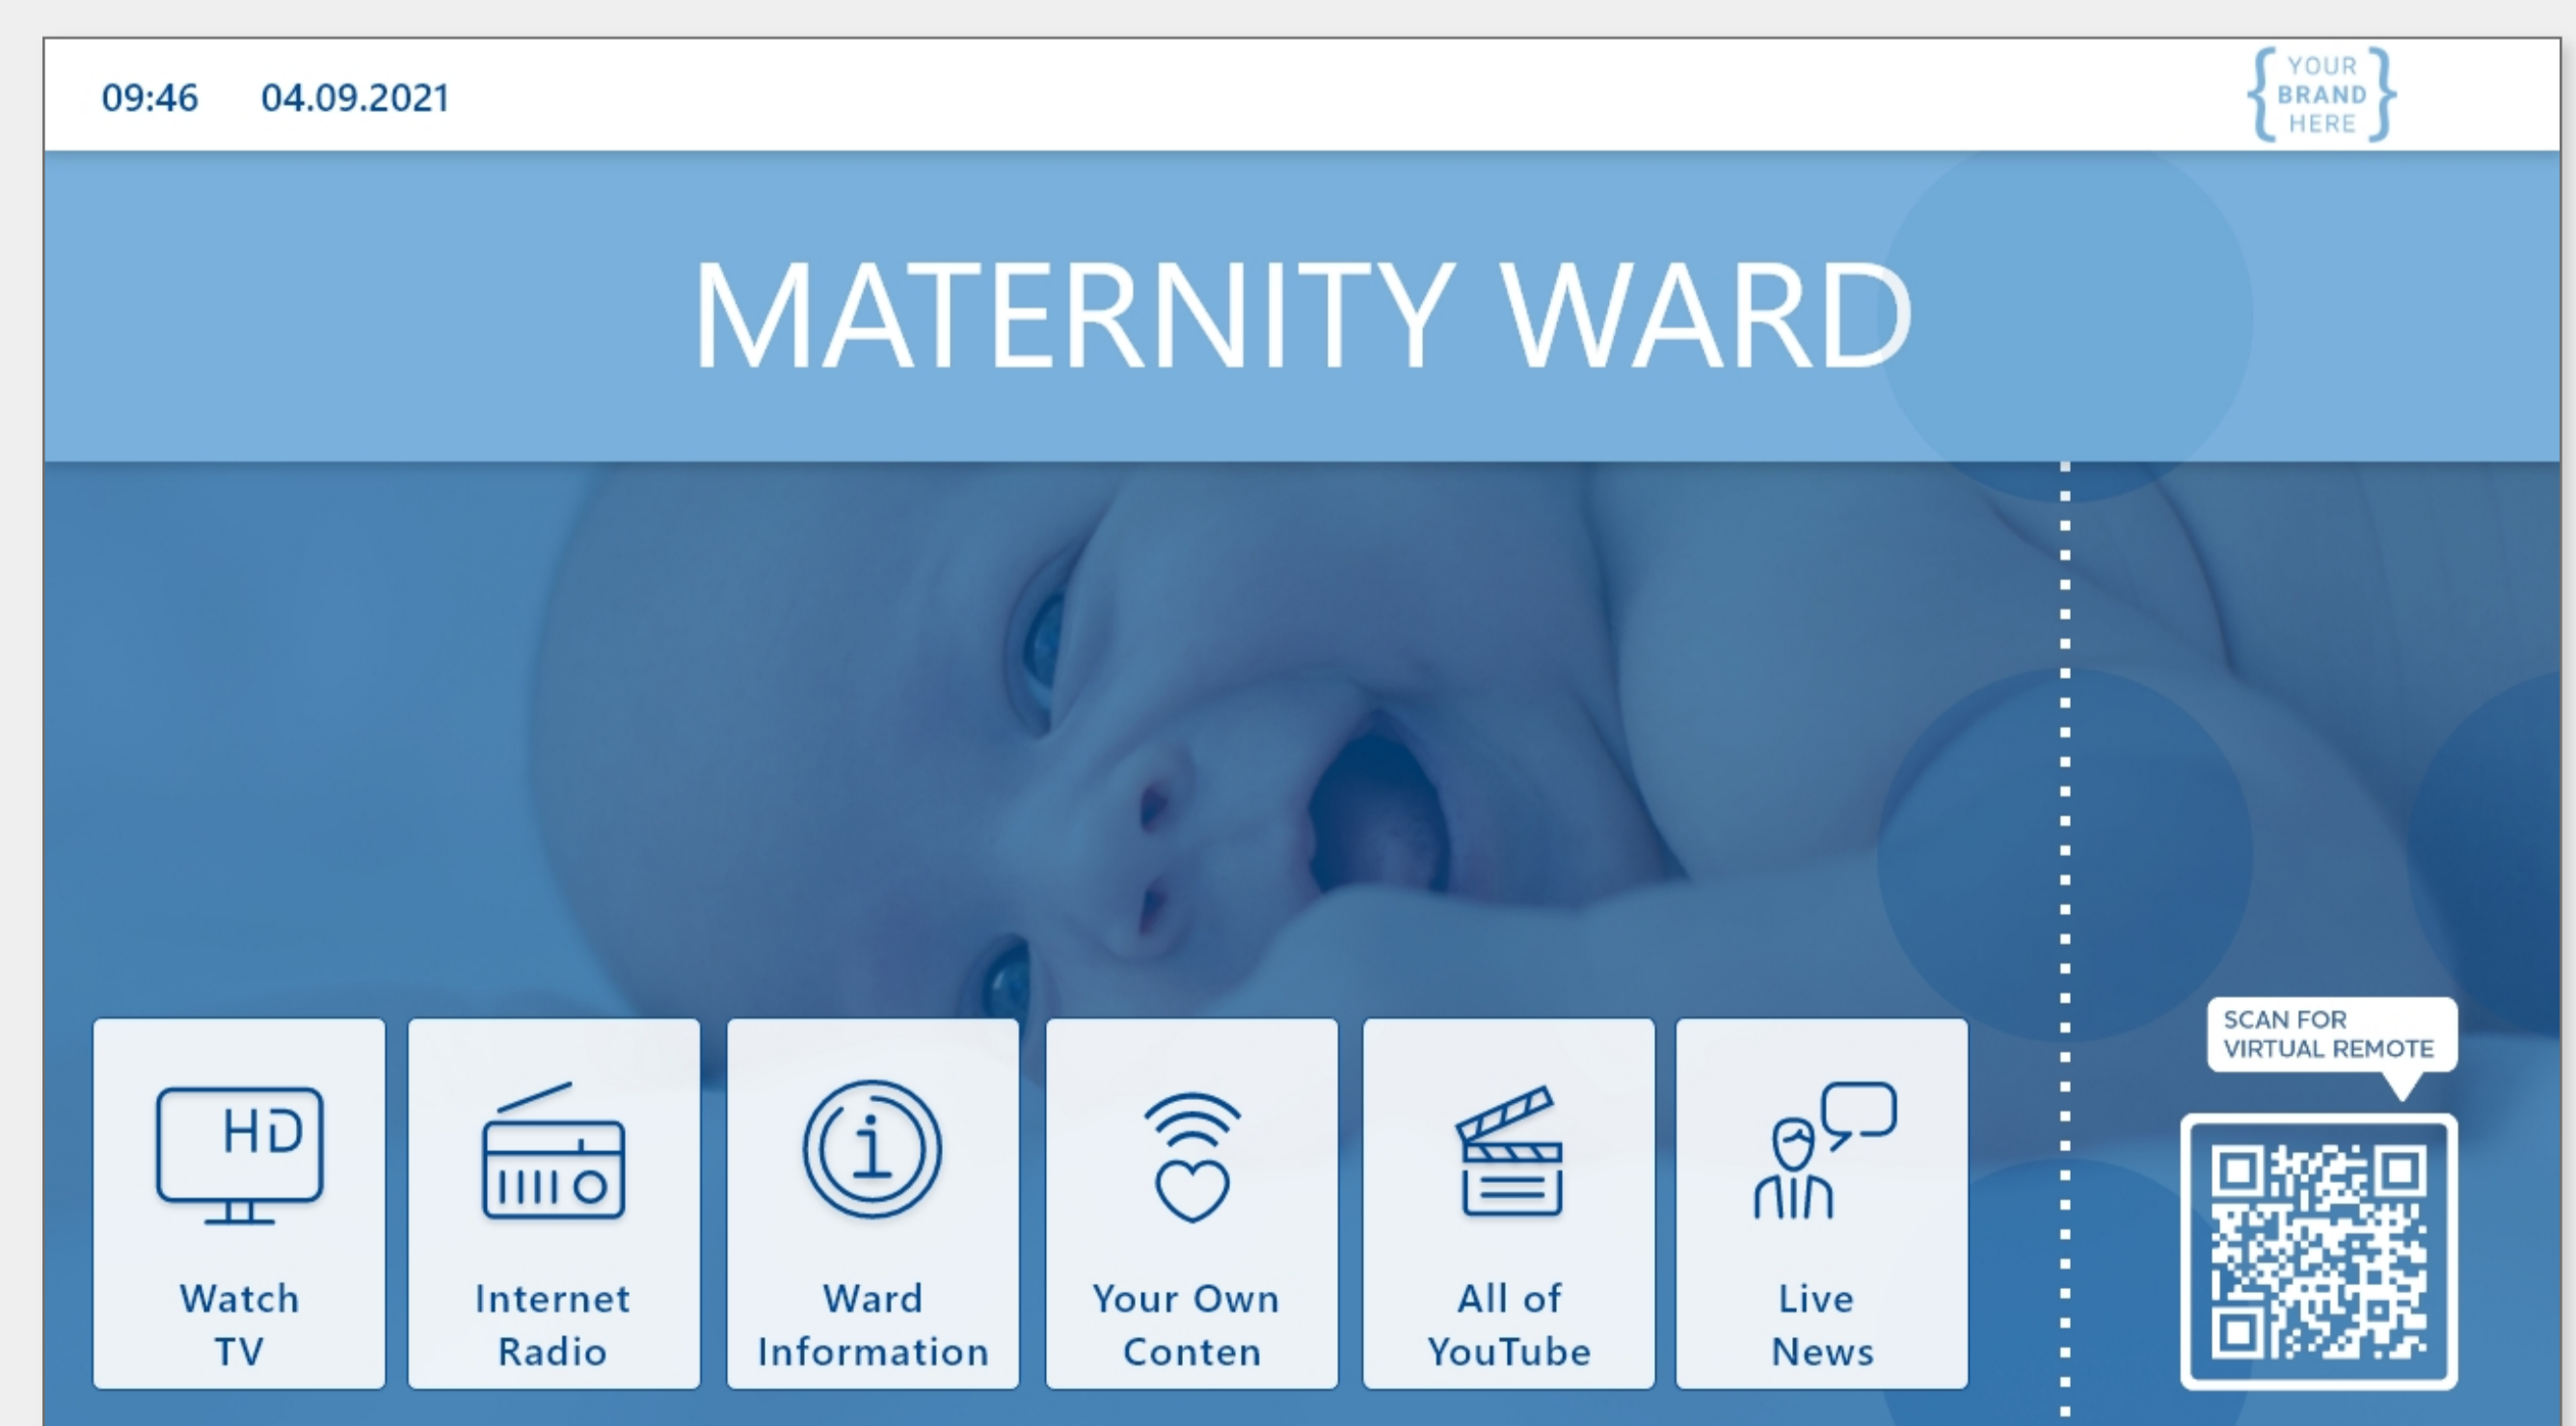 09:46 04.09.2021
YOUR
BRAND
HERE
MATERNITY WARD
SCAN FOR
VIRTUAL REMOTE
HD
Watch
TV
Internet
Radio
i
Ward
Information
Your Own
Conten
All of
YouTube
Live
News